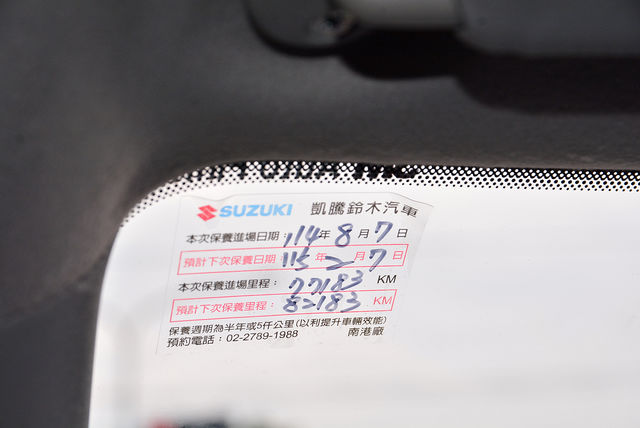 SUZUKI 凱騰鈴木汽車
本次保養進場日期：114年8月7日
預計下次保養日期：115年2月7日
本次保養進場里程：77183 KM
預計下次保養里程：82183 KM
保養週期為半年或5仟公里(以利提升車輛效能)
預約電話：02-2789-1988 南港廠